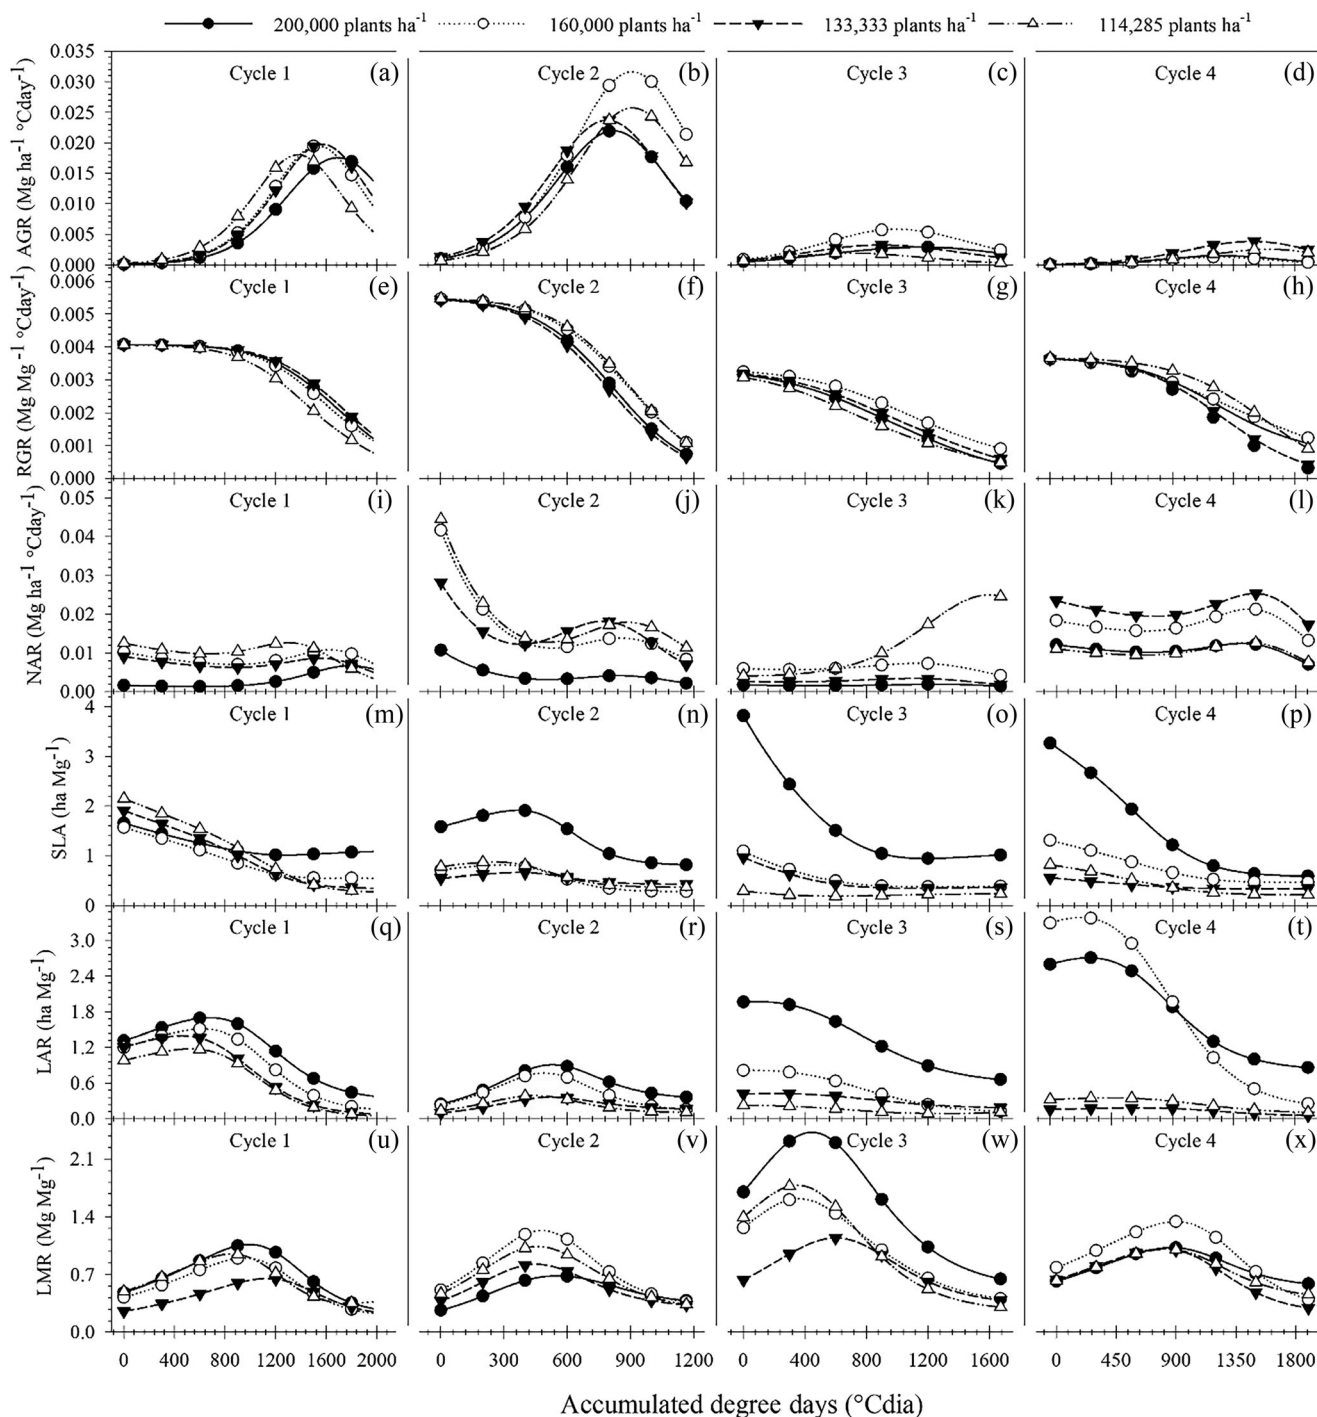 200,000 plants ha⁻¹ 160,000 plants ha⁻¹ 133,333 plants ha⁻¹ 114,285 plants ha⁻¹
AGR (Mg ha⁻¹ °Cday⁻¹)
0.035
0.030
0.025
0.020
0.015
0.010
0.005
0.000
Cycle 1 (a)
Cycle 2 (b)
Cycle 3 (c)
Cycle 4 (d)
RGR (Mg Mg⁻¹ °Cday⁻¹)
0.006
0.005
0.004
0.003
0.002
0.001
0.000
Cycle 1 (e)
Cycle 2 (f)
Cycle 3 (g)
Cycle 4 (h)
NAR (Mg ha⁻¹ °Cday⁻¹)
0.05
0.04
0.03
0.02
0.01
0.00
Cycle 1 (i)
Cycle 2 (j)
Cycle 3 (k)
Cycle 4 (l)
SLA (ha Mg⁻¹)
4
3
2
1
0
Cycle 1 (m)
Cycle 2 (n)
Cycle 3 (o)
Cycle 4 (p)
LAR (ha Mg⁻¹)
3.0
2.4
1.8
1.2
0.6
0.0
Cycle 1 (q)
Cycle 2 (r)
Cycle 3 (s)
Cycle 4 (t)
LMR (Mg Mg⁻¹)
2.1
1.4
0.7
0.0
Cycle 1 (u)
Cycle 2 (v)
Cycle 3 (w)
Cycle 4 (x)
0 400 800 1200 1600 2000
0 300 600 900 1200
0 400 800 1200 1600
0 450 900 1350 1800
Accumulated degree days (°Cdia)